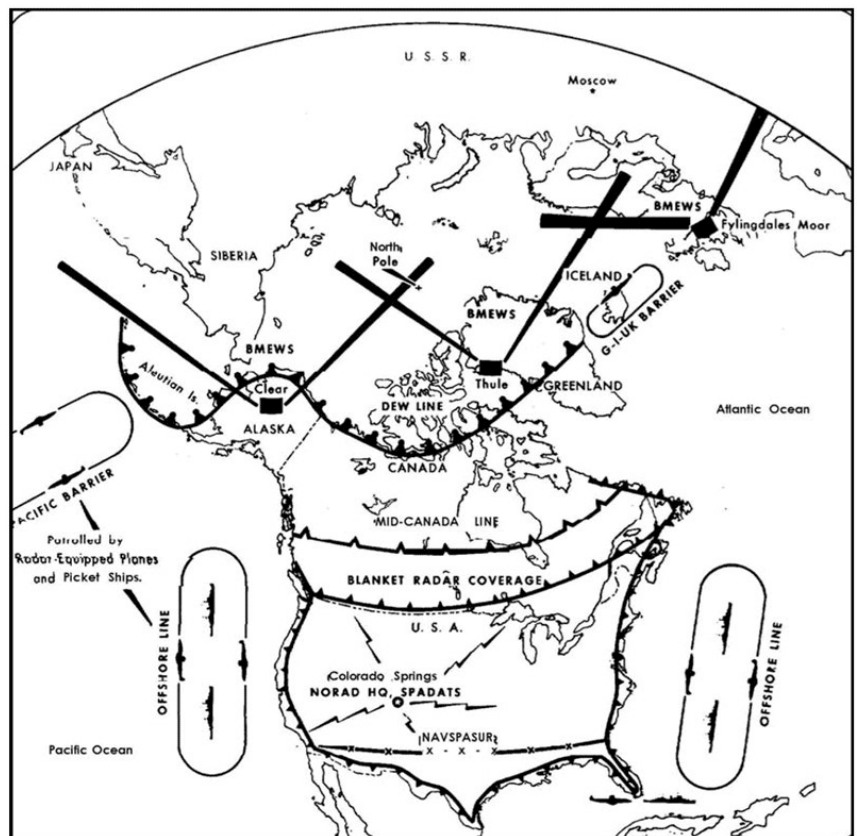 U. S. S. R.
Moscow
JAPAN
BMEWS
Fylingdales Moor
SIBERIA
North
Pole
ICELAND
G-I-UK BARRIER
BMEWS
BMEWS
Aleutian Is.
Clear
Thule
GREENLAND
DEW LINE
ALASKA
Atlantic Ocean
CANADA
PACIFIC BARRIER
MID-CANADA LINE
Patrolled by
Radar-Equipped Planes
and Picket Ships.
BLANKET RADAR COVERAGE
U. S. A.
OFFSHORE LINE
OFFSHORE LINE
Colorado Springs
NORAD HQ, SPADATS
NAVSPASUR
Pacific Ocean